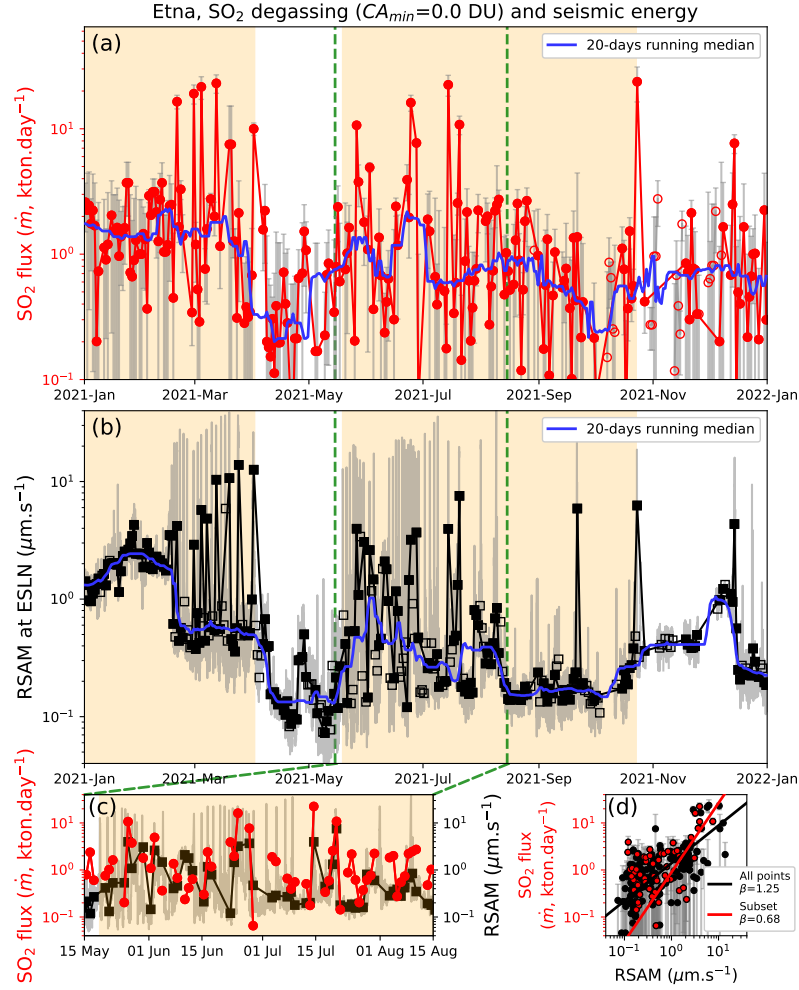 Etna, SO₂ degassing (CAₘᵢₙ=0.0 DU) and seismic energy
(a)
20-days running median
SO₂ flux (ṁ, kton.day⁻¹)
10¹
10⁰
10⁻¹
2021-Jan 2021-Mar 2021-May 2021-Jul 2021-Sep 2021-Nov 2022-Jan
(b)
20-days running median
RSAM at ESLN (μm.s⁻¹)
10¹
10⁰
10⁻¹
2021-Jan 2021-Mar 2021-May 2021-Jul 2021-Sep 2021-Nov 2022-Jan
(c)
SO₂ flux (ṁ, kton.day⁻¹)
10¹
10⁰
10⁻¹
RSAM (μm.s⁻¹)
10¹
10⁰
10⁻¹
15 May 01 Jun 15 Jun 01 Jul 15 Jul 01 Aug 15 Aug
(d)
SO₂ flux
(ṁ, kton.day⁻¹)
10¹
10⁰
10⁻¹
All points
β=1.25
Subset
β=0.68
10⁻¹ 10⁰ 10¹
RSAM (μm.s⁻¹)